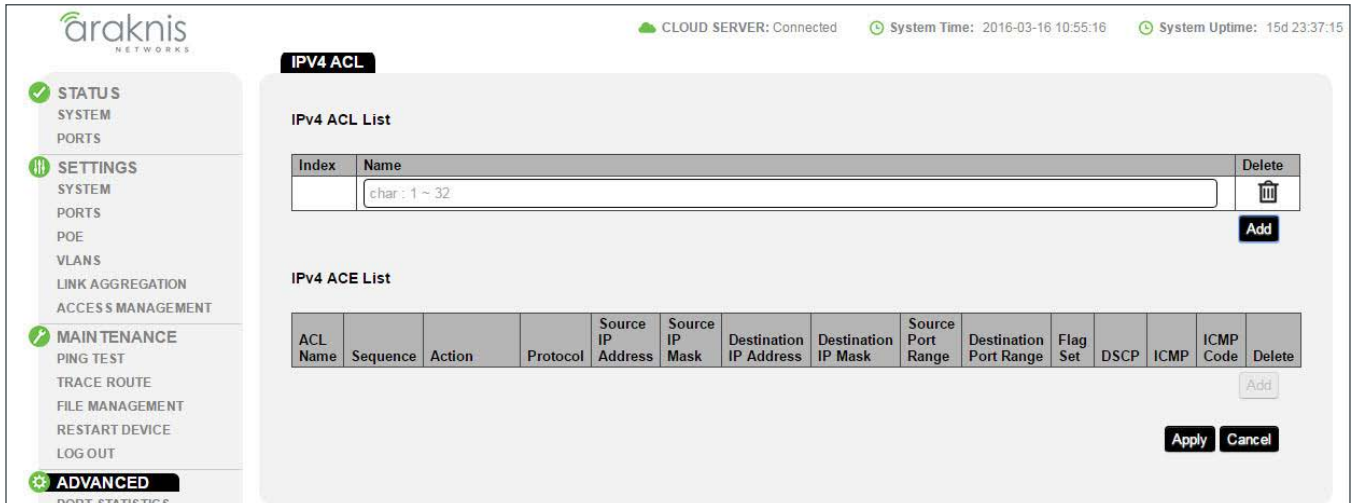 araknis
NETWORKS
CLOUD SERVER: Connected System Time: 2016-03-16 10:55:16 System Uptime: 15d 23:37:15
IPV4 ACL
STATUS
SYSTEM
PORTS
SETTINGS
SYSTEM
PORTS
POE
VLANS
LINK AGGREGATION
ACCESS MANAGEMENT
MAINTENANCE
PING TEST
TRACE ROUTE
FILE MANAGEMENT
RESTART DEVICE
LOG OUT
ADVANCED
PORT STATISTICS
IPv4 ACL List
Index Name Delete
char : 1 ~ 32
Add
IPv4 ACE List
ACL Name Sequence Action Protocol Source IP Address Source IP Mask Destination IP Address Destination IP Mask Source Port Range Destination Port Range Flag Set DSCP ICMP ICMP Code Delete
Add
Apply Cancel